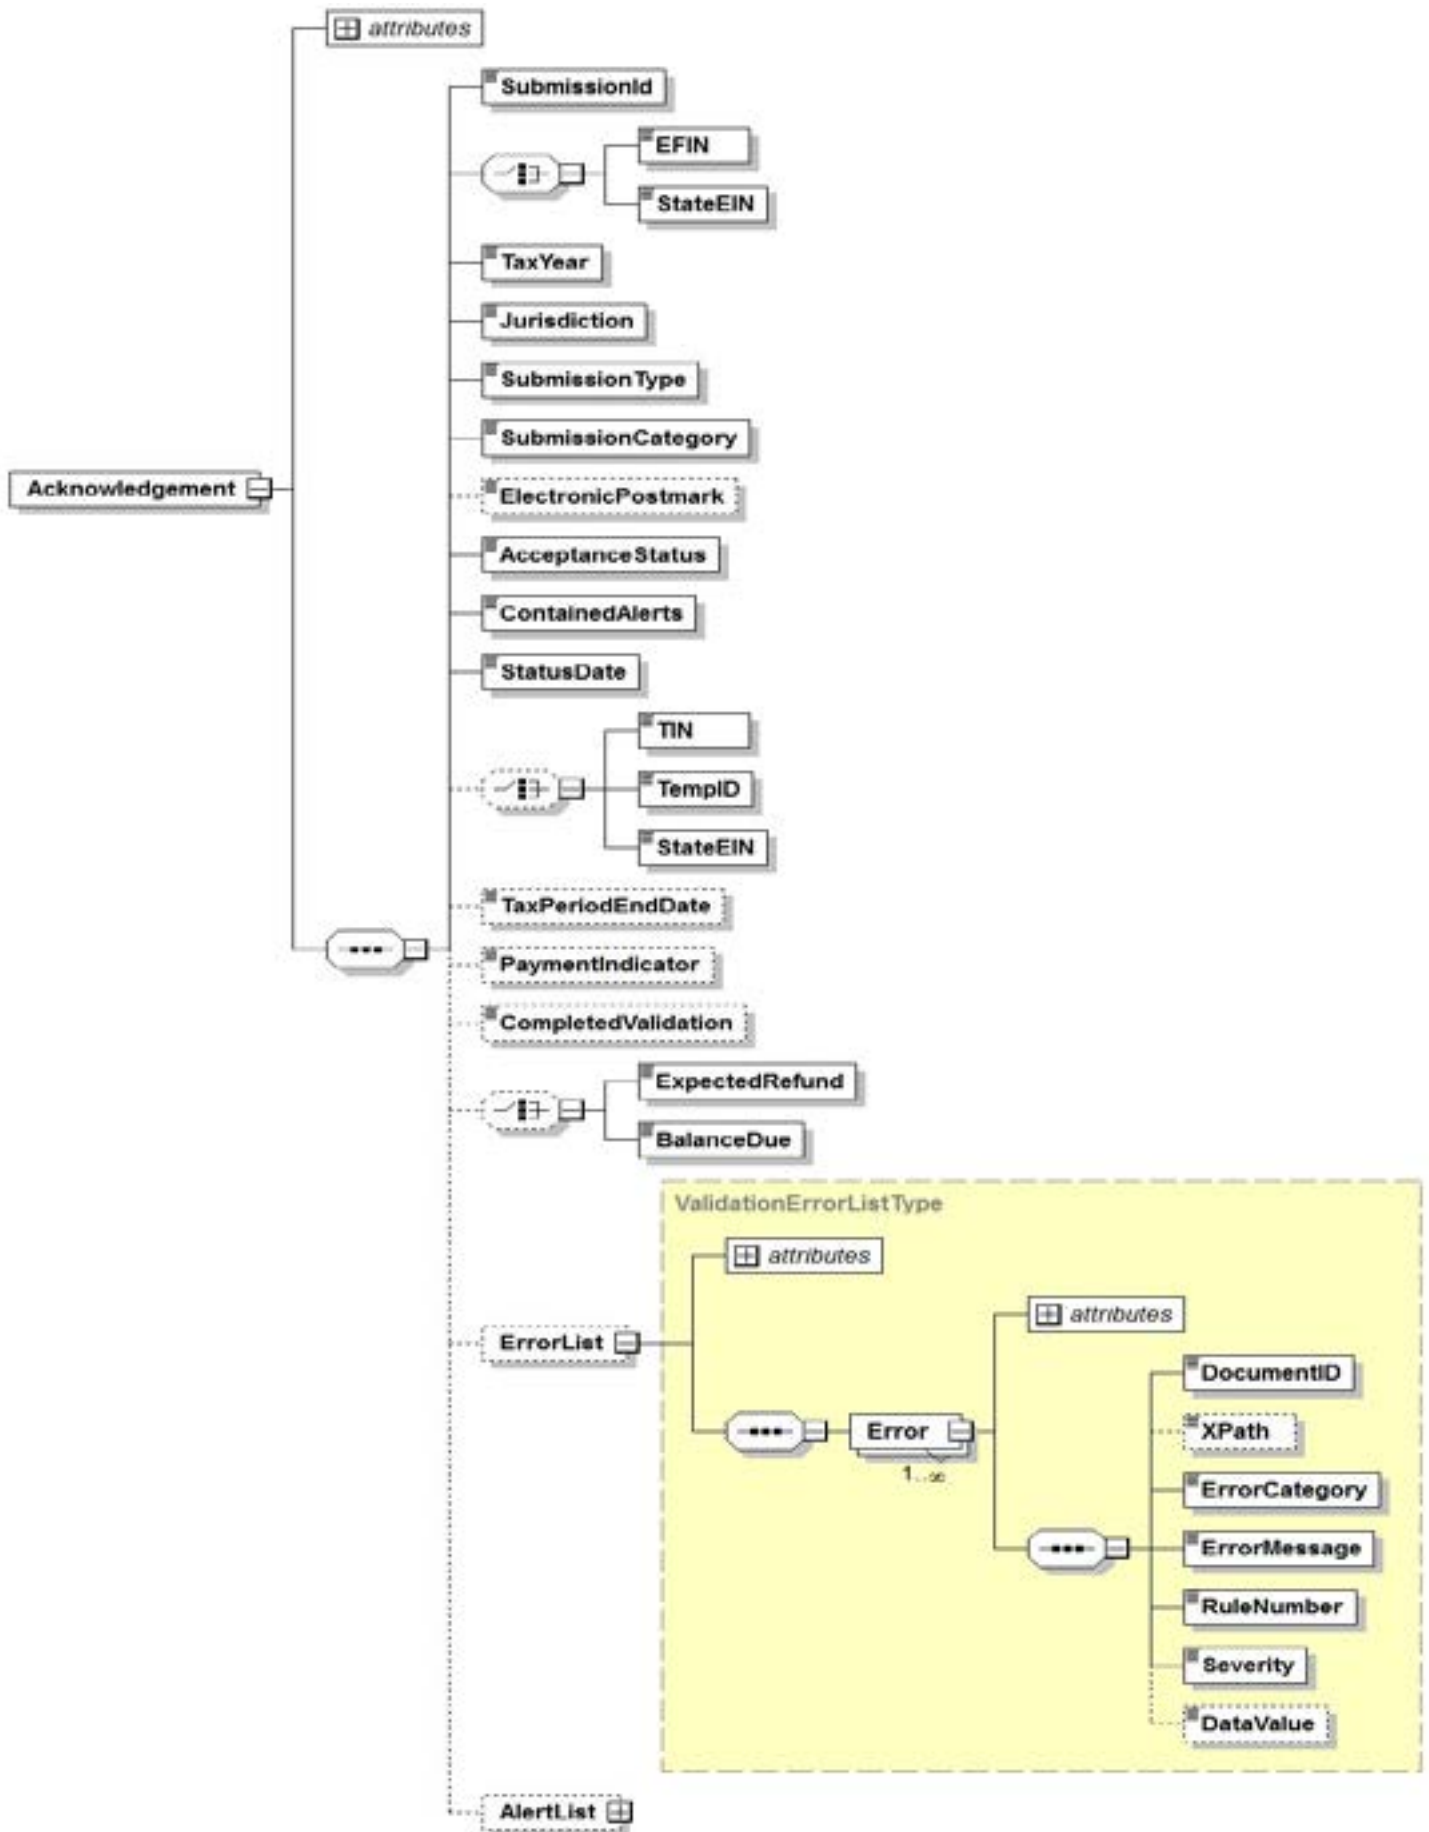 attributes
SubmissionId
EFIN
StateEIN
TaxYear
Jurisdiction
SubmissionType
SubmissionCategory
Acknowledgement
ElectronicPostmark
AcceptanceStatus
ContainedAlerts
StatusDate
TIN
TempID
StateEIN
TaxPeriodEndDate
PaymentIndicator
CompletedValidation
ExpectedRefund
BalanceDue
ValidationErrorListType
attributes
attributes
ErrorList
DocumentID
Error
XPath
1..∞
ErrorCategory
ErrorMessage
RuleNumber
Severity
DataValue
AlertList